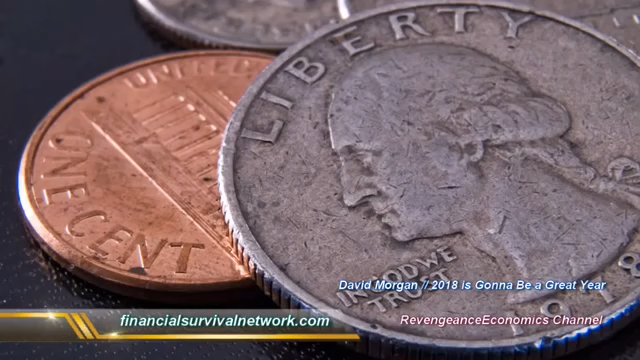 LIBERTY
UNITED
ONE CENT
IN GOD WE
TRUST
David Morgan // 2018 is Gonna Be a Great Year
financialsurvivalnetwork.com
RevengeanceEconomics Channel